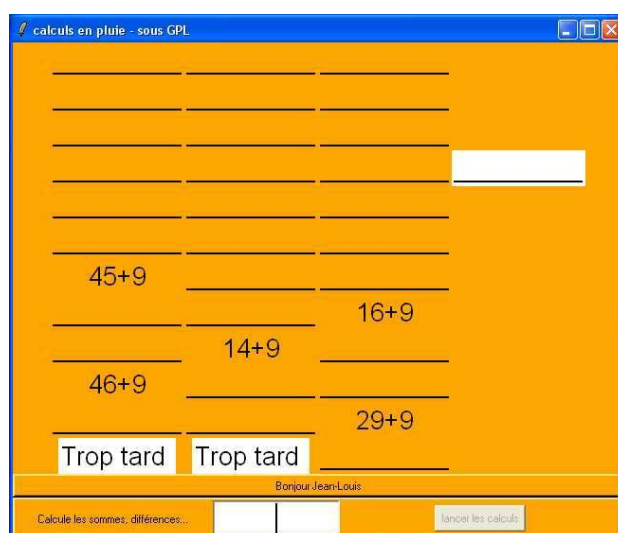 calculs en pluie - sous GPL
45+9
16+9
14+9
46+9
29+9
Trop tard Trop tard
Bonjour Jean-Louis
Calcule les sommes, différences...
lancer les calculs